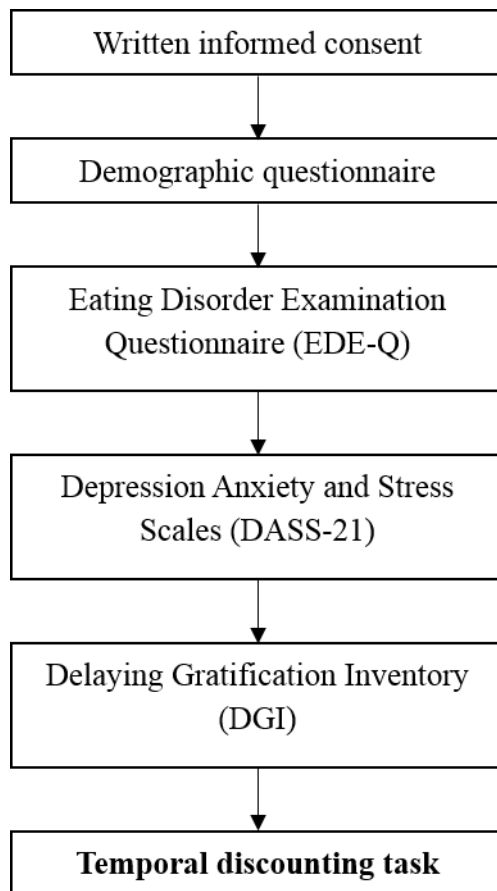 Written informed consent
Demographic questionnaire
Eating Disorder Examination
Questionnaire (EDE-Q)
Depression Anxiety and Stress
Scales (DASS-21)
Delaying Gratification Inventory
(DGI)
Temporal discounting task